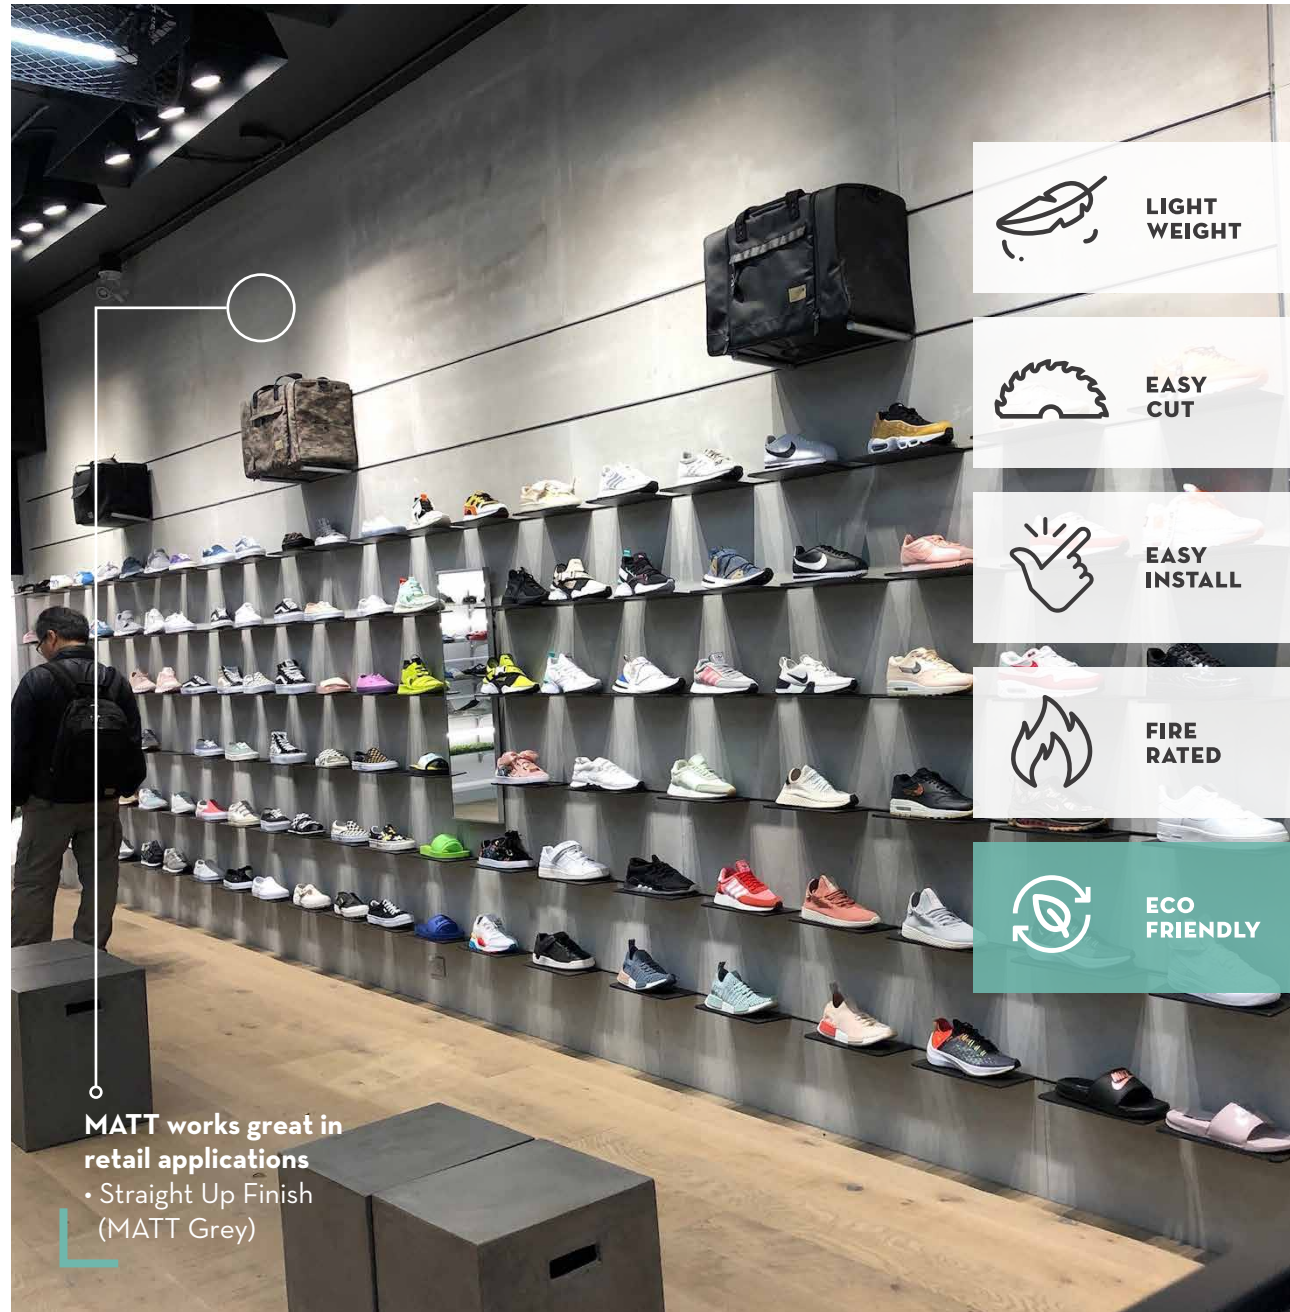 LIGHT
WEIGHT
EASY
CUT
EASY
INSTALL
FIRE
RATED
ECO
FRIENDLY
MATT works great in
retail applications
• Straight Up Finish
(MATT Grey)